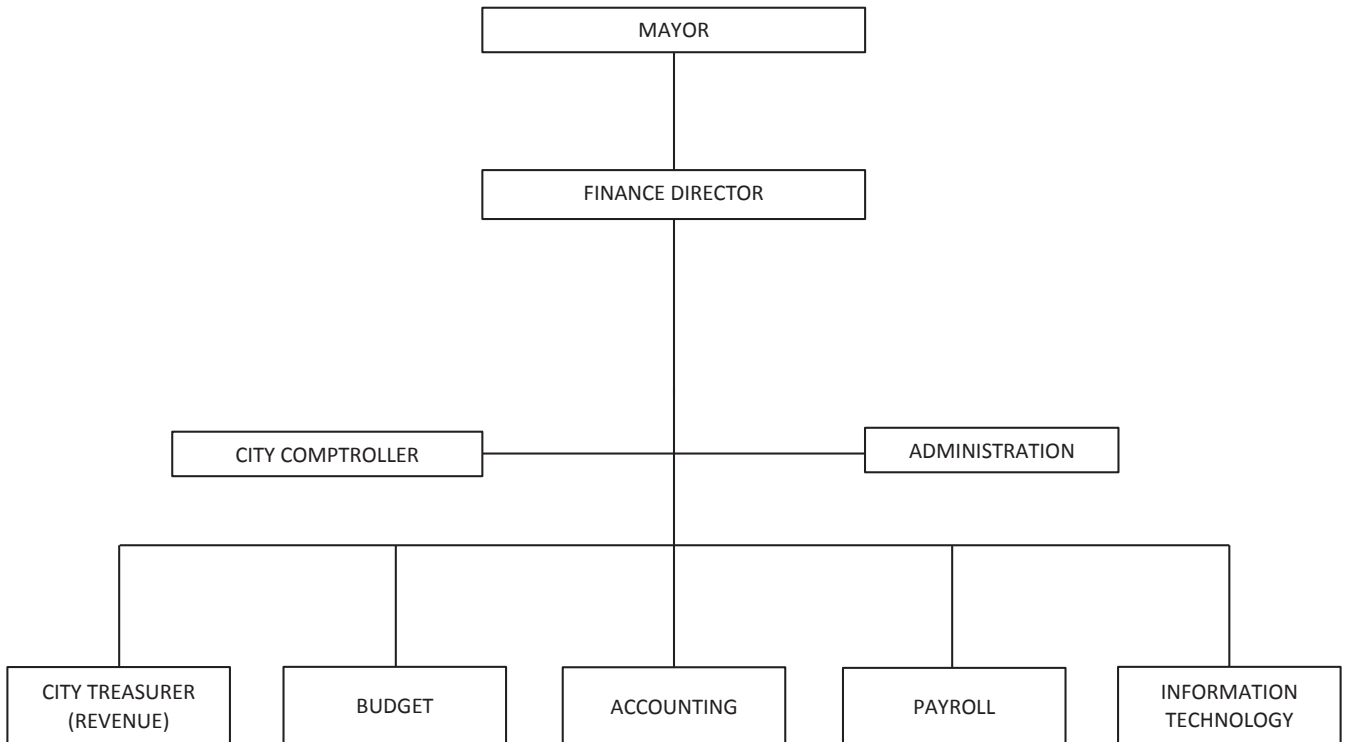 MAYOR
FINANCE DIRECTOR
CITY COMPTROLLER
ADMINISTRATION
CITY TREASURER
(REVENUE)
BUDGET
ACCOUNTING
PAYROLL
INFORMATION
TECHNOLOGY